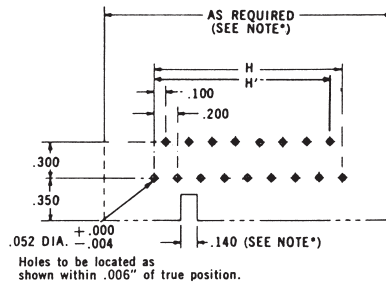 AS REQUIRED
(SEE NOTE*)
H
H'
.100
.200
.300
.350
.052 DIA. +.000
-.004
.140 (SEE NOTE*)
Holes to be located as
shown within .006" of true position.